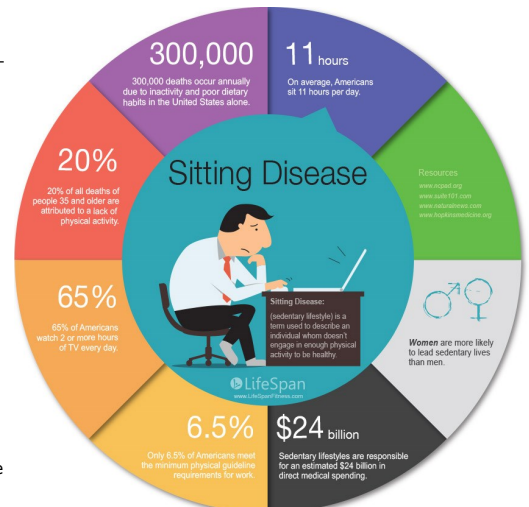 300,000
300,000 deaths occur annually
due to inactivity and poor dietary
habits in the United States alone.
11 hours
On average, Americans
sit 11 hours per day.
Resources
www.ncpad.org
www.suite101.com
www.naturalnews.com
www.hopkinsmedicine.org
Women are more likely
to lead sedentary lives
than men.
$24 billion
Sedentary lifestyles are responsible
for an estimated $24 billion in
direct medical spending.
6.5%
Only 6.5% of Americans meet
the minimum physical guideline
requirements for work.
65%
65% of Americans
watch 2 or more hours
of TV every day.
20%
20% of all deaths of
people 35 and older are
attributed to a lack of
physical activity.
Sitting Disease
Sitting Disease:
(sedentary lifestyle) is a
term used to describe an
individual whom doesn't
engage in enough physical
activity to be healthy.
LifeSpan
www.LifeSpanFitness.com